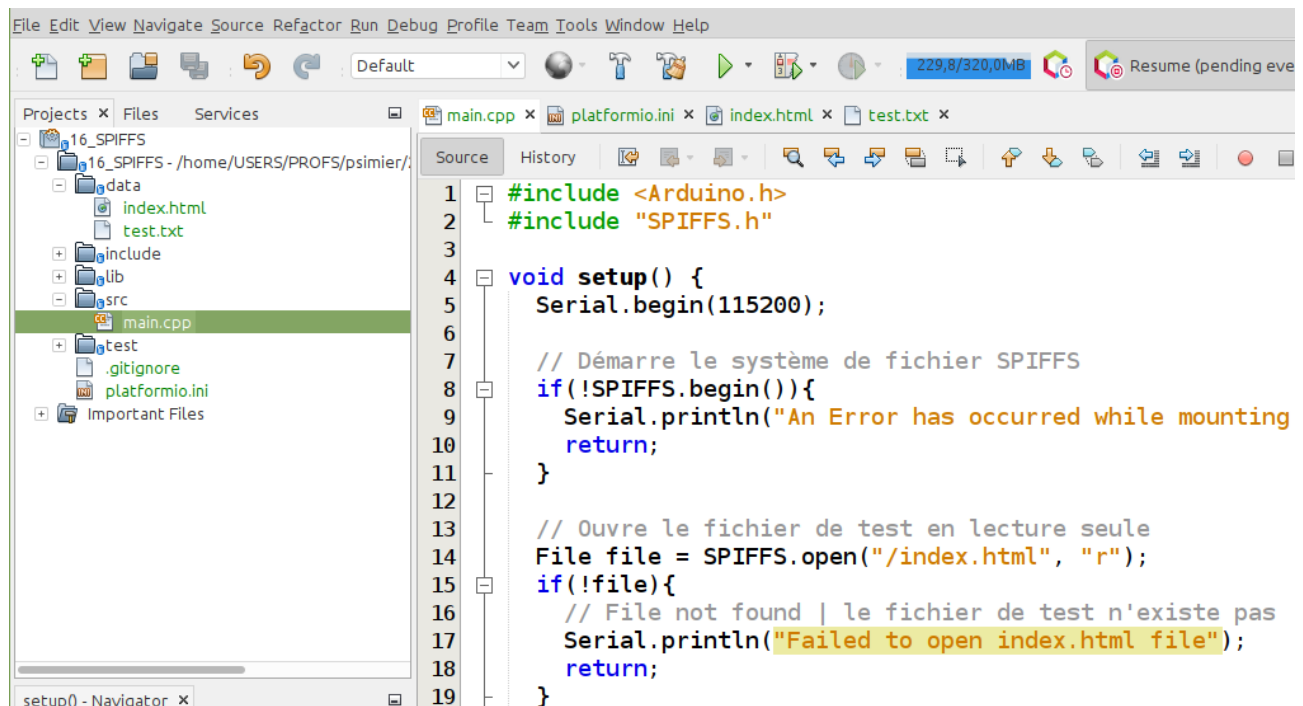 File Edit View Navigate Source Refactor Run Debug Profile Team Tools Window Help
Default
229,8/320,0MB
Resume (pending eve
Projects Files Services
main.cpp platformio.ini index.html test.txt
16_SPIFFS
16_SPIFFS - /home/USERS/PROFS/psimier/
data
index.html
test.txt
include
lib
src
main.cpp
test
.gitignore
platformio.ini
Important Files
setup() - Navigator
Source History
1 #include <Arduino.h>
2 #include "SPIFFS.h"
3
4 void setup() {
5 Serial.begin(115200);
6
7 // Démarre le système de fichier SPIFFS
8 if(!SPIFFS.begin()){
9 Serial.println("An Error has occurred while mounting
10 return;
11 }
12
13 // Ouvre le fichier de test en lecture seule
14 File file = SPIFFS.open("/index.html", "r");
15 if(!file){
16 // File not found | le fichier de test n'existe pas
17 Serial.println("Failed to open index.html file");
18 return;
19 }